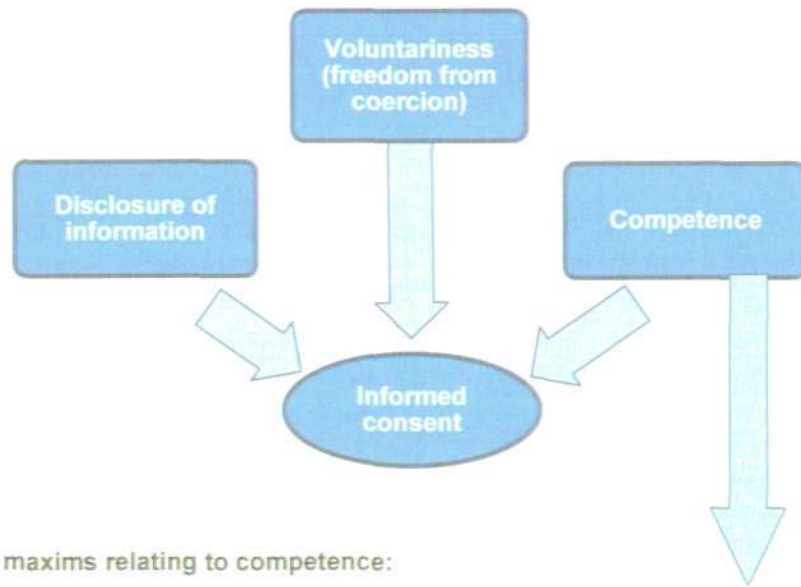 Voluntariness
(freedom from
coercion)
Disclosure of
information
Competence
Informed
consent
maxims relating to competence: